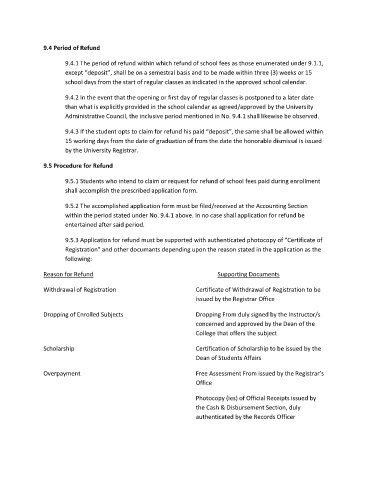 9.4 Period of Refund
9.4.1 The period of refund within which refund of school fees as those enumerated under 9.1.1,
except "deposit", shall be on a semestral basis and to be made within three (3) weeks or 15
school days from the start of regular classes as indicated in the approved school calendar.
9.4.2 In the event that the opening or first day of regular classes is postponed to a later date
than what is explicitly provided in the school calendar as agreed/approved by the University
Administrative Council, the inclusive period mentioned in No. 9.4.1 shall likewise be observed.
9.4.3 If the student opts to claim for refund his paid "deposit", the same shall be allowed within
15 working days from the date of graduation of from the date the honorable dismissal is issued
by the University Registrar.
9.5 Procedure for Refund
9.5.1 Students who intend to claim or request for refund of school fees paid during enrollment
shall accomplish the prescribed application form.
9.5.2 The accomplished application form must be filed/received at the Accounting Section
within the period stated under No. 9.4.1 above. In no case shall application for refund be
entertained after said period.
9.5.3 Application for refund must be supported with authenticated photocopy of "Certificate of
Registration" and other documents depending upon the reason stated in the application as the
following:
Reason for Refund Supporting Documents
Withdrawal of Registration Certificate of Withdrawal of Registration to be
issued by the Registrar Office
Dropping of Enrolled Subjects Dropping From duly signed by the Instructor/s
concerned and approved by the Dean of the
College that offers the subject
Scholarship Certification of Scholarship to be issued by the
Dean of Students Affairs
Overpayment Free Assessment From issued by the Registrar's
Office
Photocopy (ies) of Official Receipts issued by
the Cash & Disbursement Section, duly
authenticated by the Records Officer